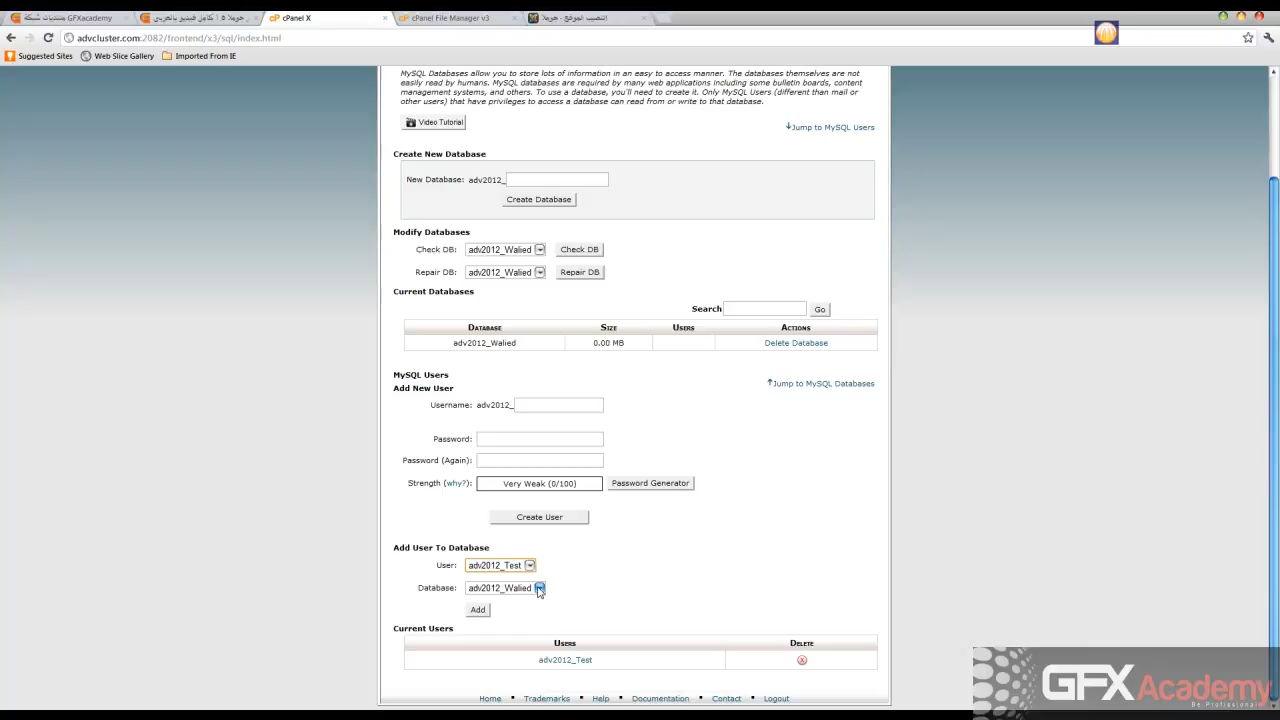 منتديات شبكة GFXacademy
cPanel X
cPanel File Manager v3
advcluster.com:2082/frontend/x3/sql/index.html
Suggested Sites
Web Slice Gallery
Imported From IE
MySQL Databases allow you to store lots of information in an easy to access manner. The databases themselves are not
easily read by humans. MySQL databases are required by many web applications including some bulletin boards, content
management systems, and others. To use a database, you'll need to create it. Only MySQL Users (different than mail or
other users) that have privileges to access a database can read from or write to that database.
Video Tutorial
Jump to MySQL Users
Create New Database
New Database: adv2012_
Create Database
Modify Databases
Check DB: adv2012_Walied Check DB
Repair DB: adv2012_Walied Repair DB
Current Databases
Search Go
Database Size Users Actions
adv2012_Walied 0.00 MB Delete Database
MySQL Users
Jump to MySQL Databases
Add New User
Username: adv2012_
Password:
Password (Again):
Strength (why?): Very Weak (0/100) Password Generator
Create User
Add User To Database
User: adv2012_Test
Database: adv2012_Walied
Add
Current Users
Users Delete
adv2012_Test
Home Trademarks Help Documentation Contact Logout
GFX Academy
Be Professional